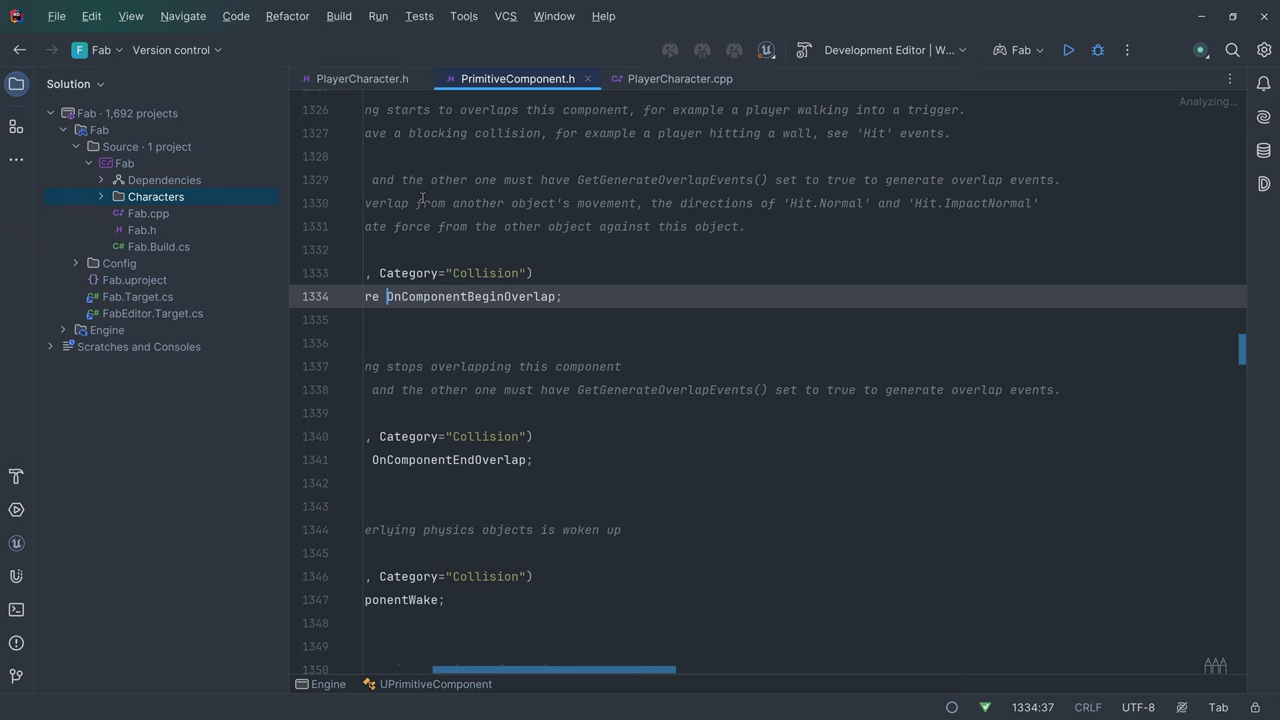 File Edit View Navigate Code Refactor Build Run Tests Tools VCS Window Help
F Fab Version control Development Editor | W... Fab
Solution
PlayerCharacter.h PrimitiveComponent.h PlayerCharacter.cpp
Fab · 1,692 projects
Fab
Source · 1 project
Fab
Dependencies
Characters
Fab.cpp
Fab.h
Fab.Build.cs
Config
Fab.uproject
Fab.Target.cs
FabEditor.Target.cs
Engine
Scratches and Consoles
Analyzing...
1326 ng starts to overlaps this component, for example a player walking into a trigger.
1327 ave a blocking collision, for example a player hitting a wall, see 'Hit' events.
1328
1329 and the other one must have GetGenerateOverlapEvents() set to true to generate overlap events.
1330 verlap from another object's movement, the directions of 'Hit.Normal' and 'Hit.ImpactNormal'
1331 ate force from the other object against this object.
1332
1333 , Category="Collision")
1334 re OnComponentBeginOverlap;
1335
1336
1337 ng stops overlapping this component
1338 and the other one must have GetGenerateOverlapEvents() set to true to generate overlap events.
1339
1340 , Category="Collision")
1341 OnComponentEndOverlap;
1342
1343
1344 erlying physics objects is woken up
1345
1346 , Category="Collision")
1347 ponentWake;
1348
1349
1350
Engine UPrimitiveComponent
1334:37 CRLF UTF-8 Tab